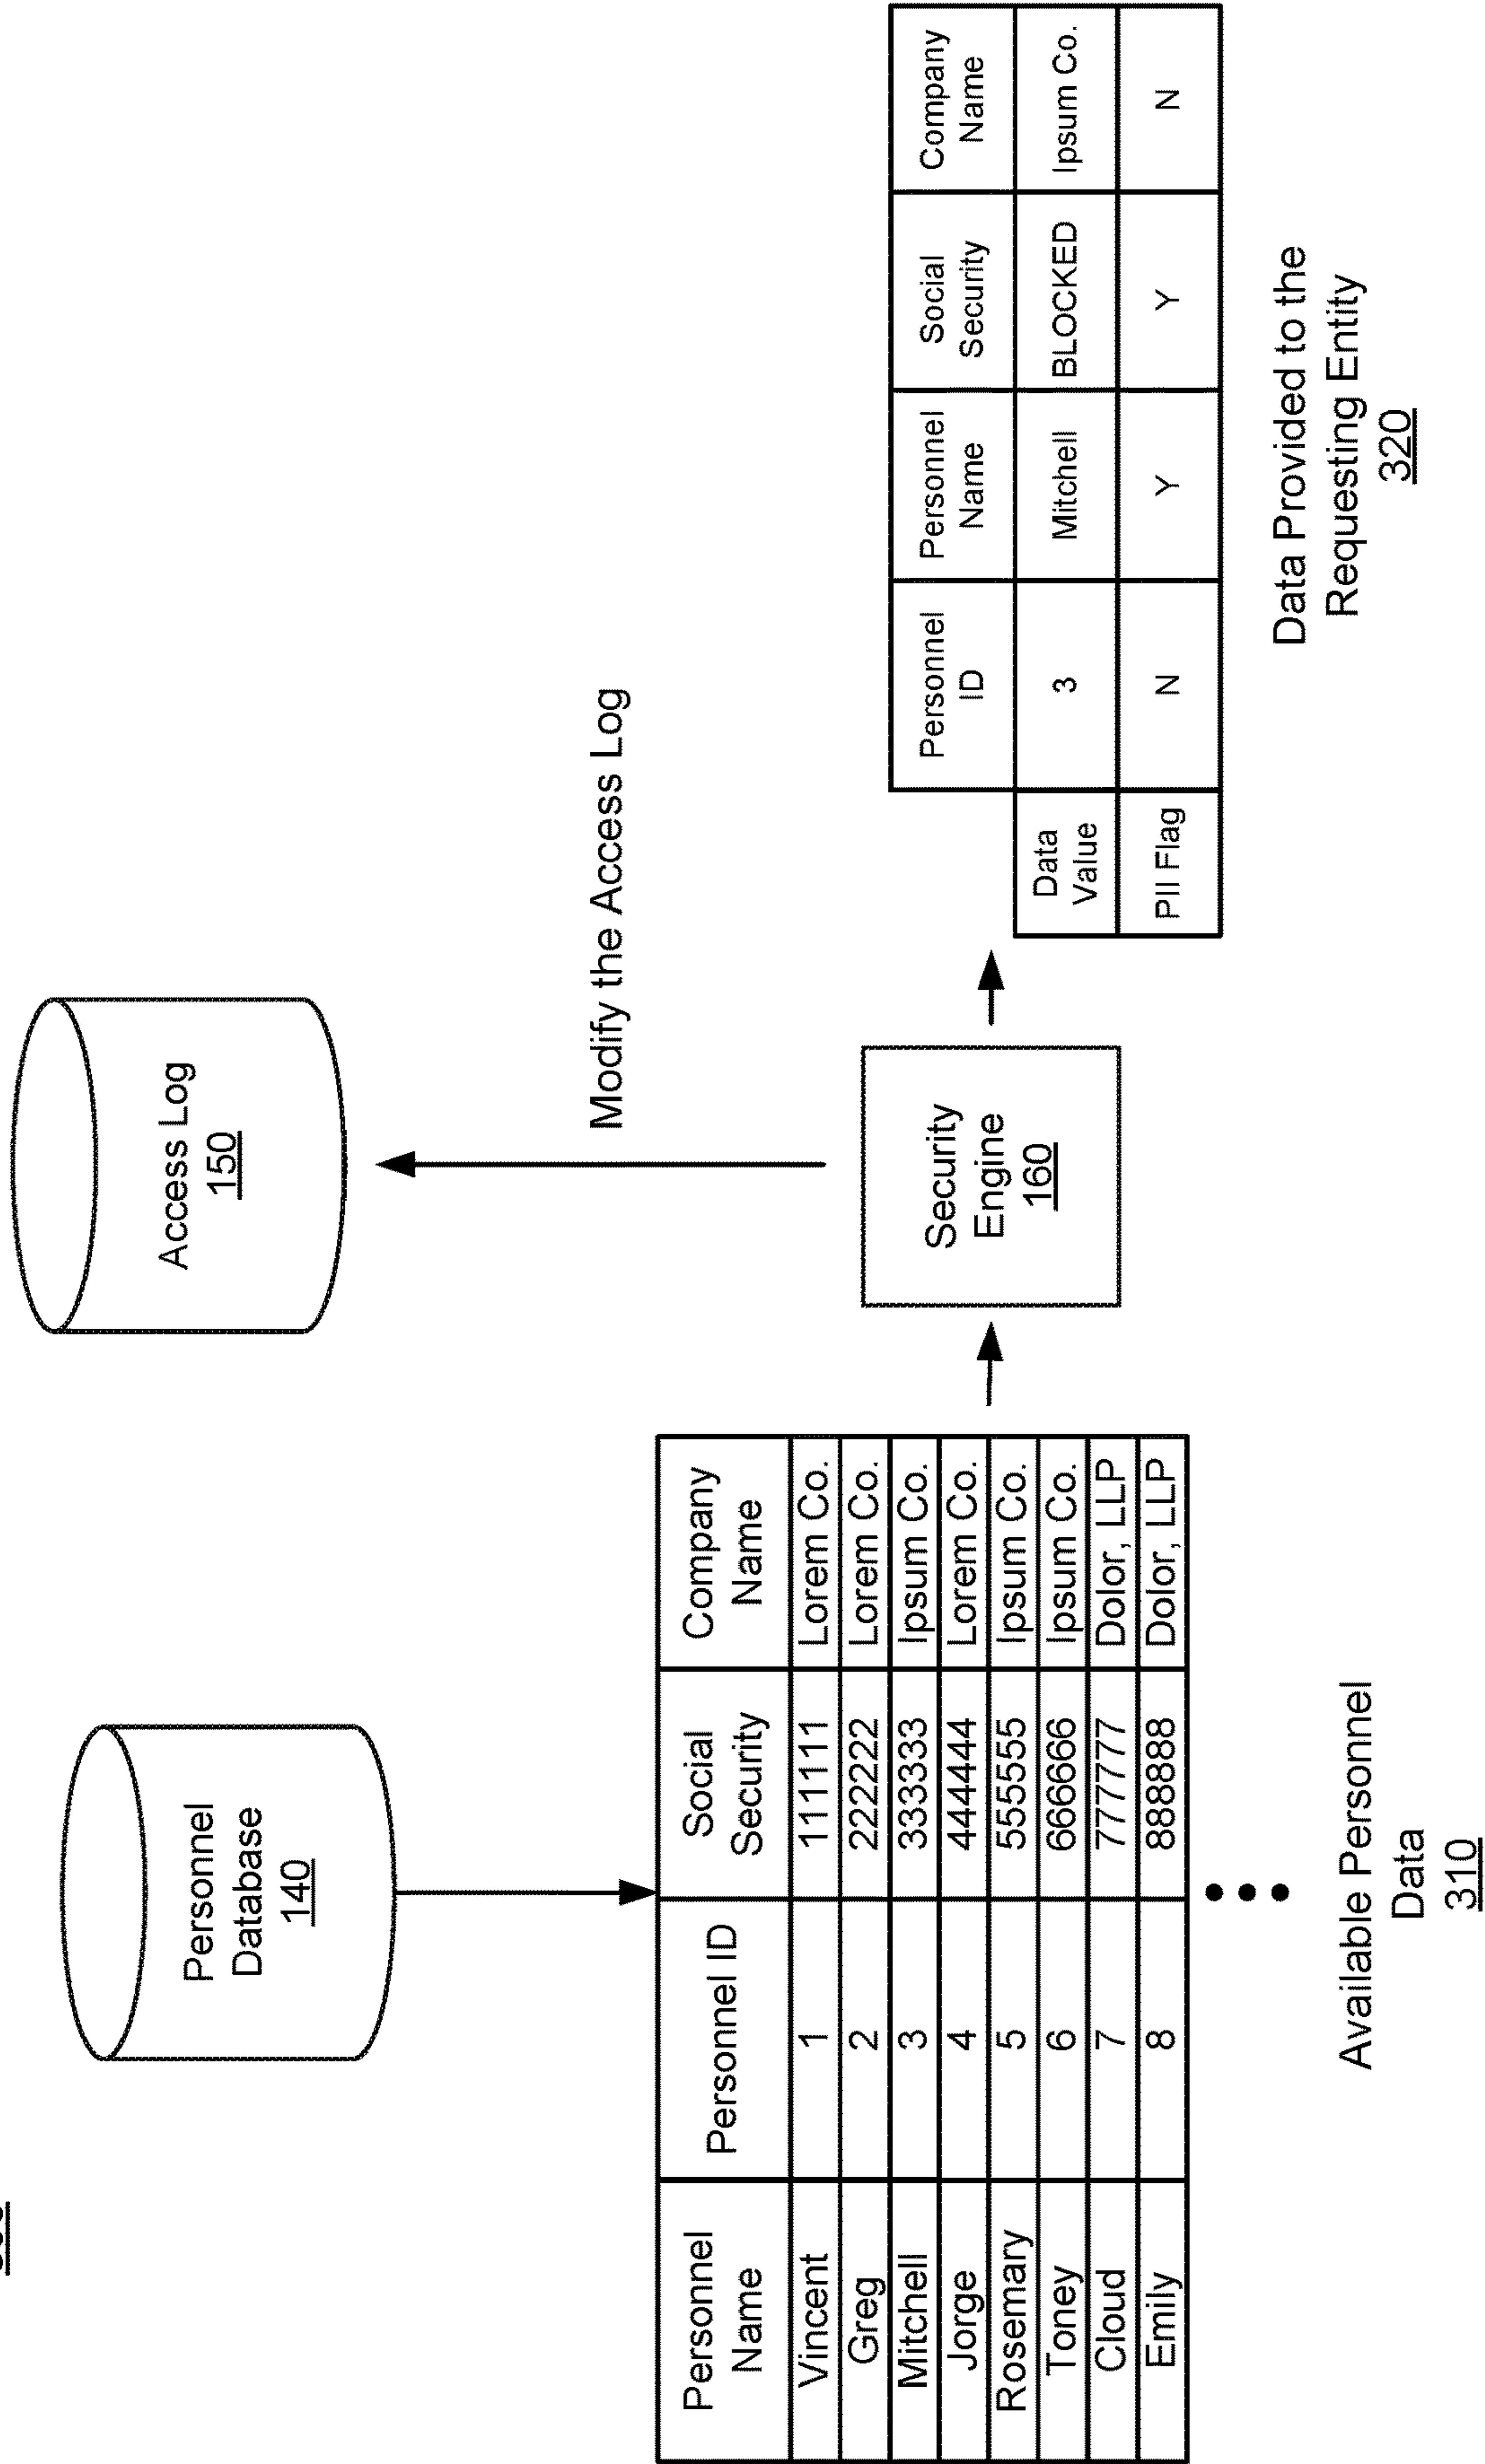 Personnel
Database
140
Access Log
150
Modify the Access Log
Personnel Name Personnel ID Social Security Company Name
Vincent 1 111111 Lorem Co.
Greg 2 222222 Lorem Co.
Mitchell 3 333333 Ipsum Co.
Jorge 4 444444 Lorem Co.
Rosemary 5 555555 Ipsum Co.
Toney 6 666666 Ipsum Co.
Cloud 7 777777 Dolor, LLP
Emily 8 888888 Dolor, LLP
Available Personnel
Data
310
Security
Engine
160
Personnel ID Personnel Name Social Security Company Name
Data Value 3 Mitchell BLOCKED Ipsum Co.
PII Flag N Y Y N
Data Provided to the
Requesting Entity
320